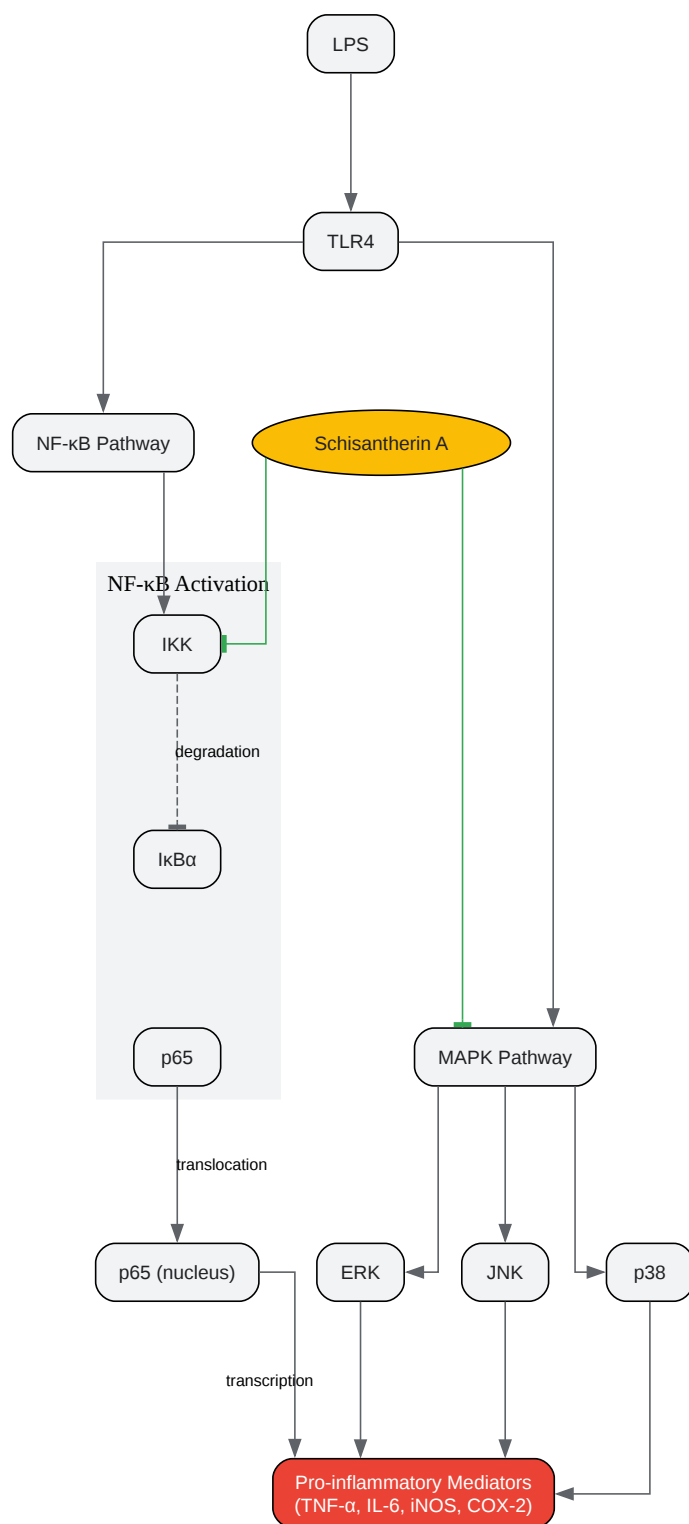 LPS
TLR4
NF-κB Pathway
Schisantherin A
NF-κB Activation
IKK
degradation
IκBα
p65
MAPK Pathway
translocation
p65 (nucleus)
ERK
JNK
p38
transcription
Pro-inflammatory Mediators
(TNF-α, IL-6, iNOS, COX-2)